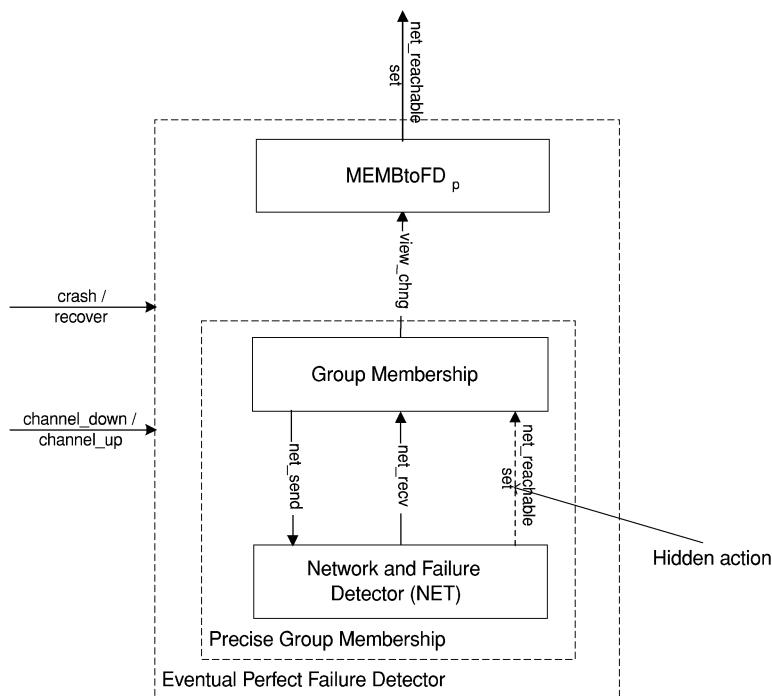 net_reachable
set
MEMBtoFD p
view_chng
crash /
recover
Group Membership
channel_down /
channel_up
net_send
net_recv
net_reachable
set
Hidden action
Network and Failure
Detector (NET)
Precise Group Membership
Eventual Perfect Failure Detector